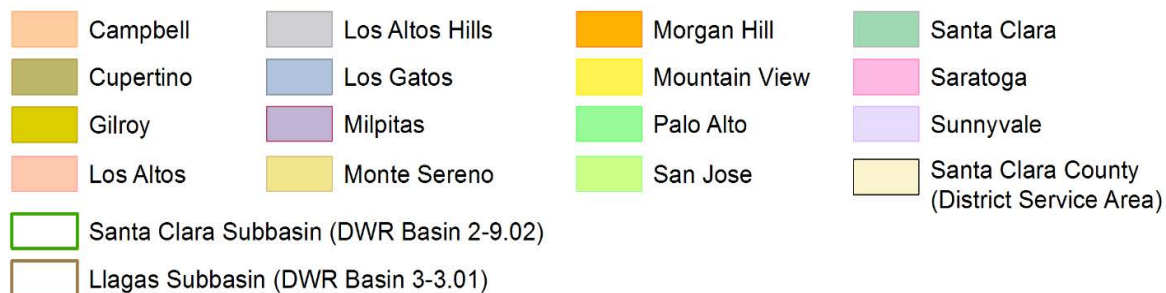 Campbell
Los Altos Hills
Morgan Hill
Santa Clara
Cupertino
Los Gatos
Mountain View
Saratoga
Gilroy
Milpitas
Palo Alto
Sunnyvale
Los Altos
Monte Sereno
San Jose
Santa Clara County
(District Service Area)
Santa Clara Subbasin (DWR Basin 2-9.02)
Llagas Subbasin (DWR Basin 3-3.01)